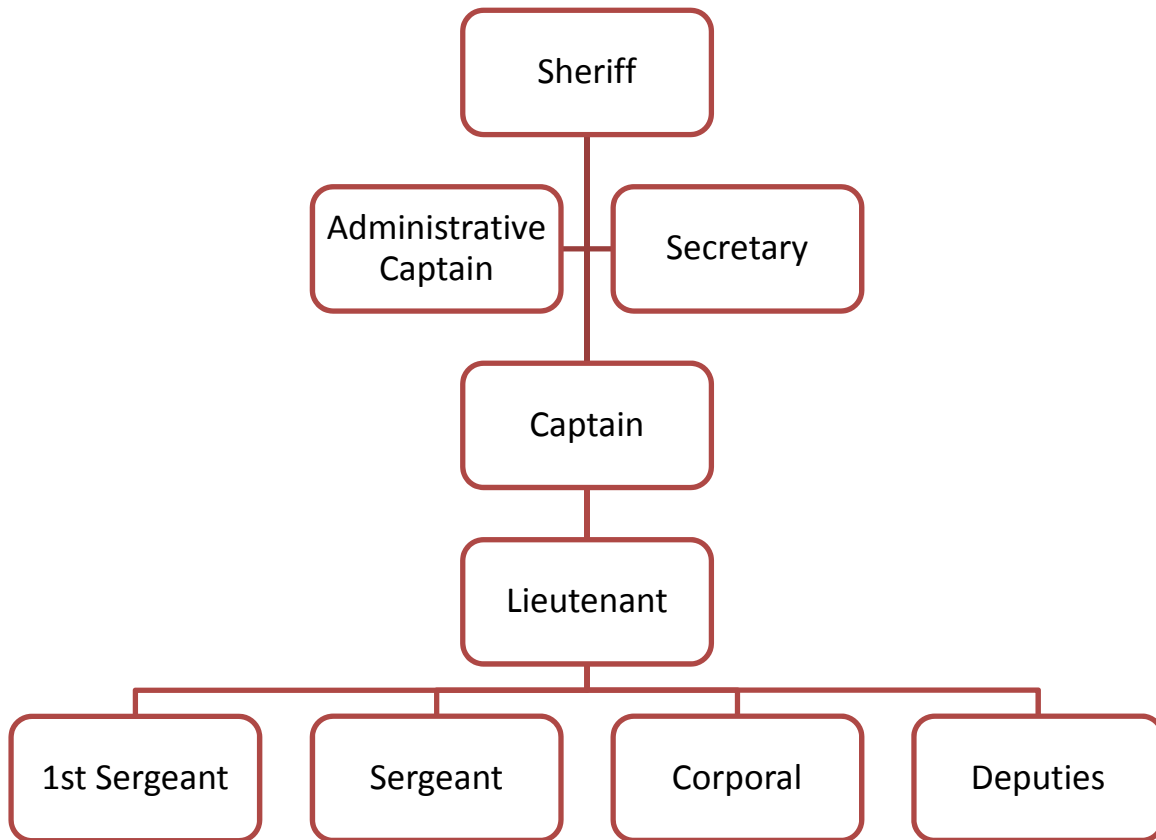 Sheriff
Administrative
Captain
Secretary
Captain
Lieutenant
1st Sergeant
Sergeant
Corporal
Deputies